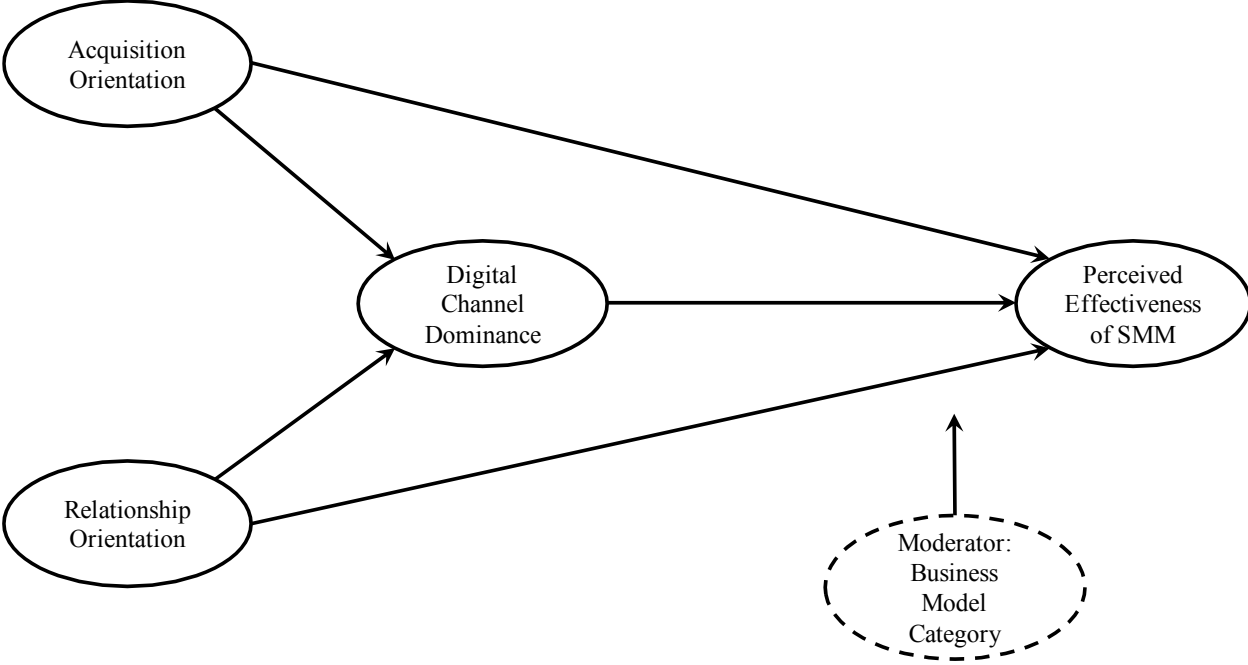 Acquisition
Orientation
Digital
Channel
Dominance
Perceived
Effectiveness
of SMM
Relationship
Orientation
Moderator:
Business
Model
Category